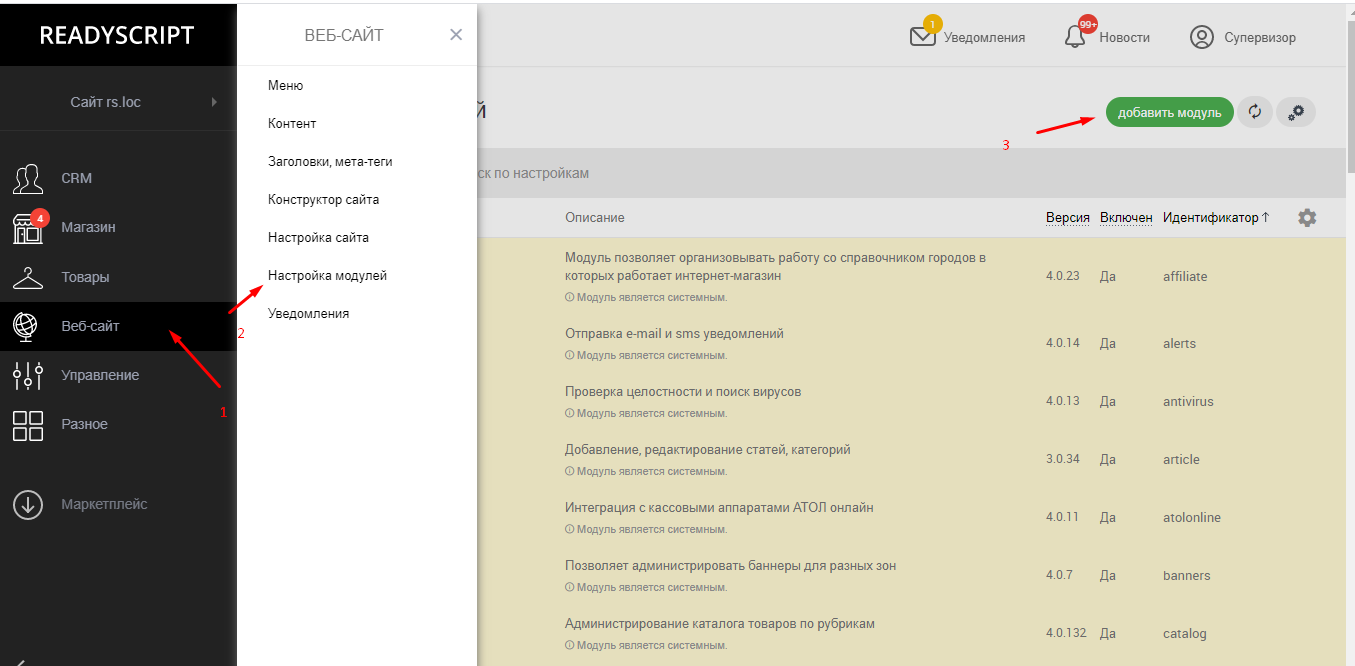 READYSCRIPT
Сайт rs.loc
CRM
4
Магазин
Товары
Веб-сайт
Управление
Разное
Маркетплейс
1
ВЕБ-САЙТ
Меню
Контент
Заголовки, мета-теги
Конструктор сайта
Настройка сайта
Настройка модулей
Уведомления
2
1
Уведомления
99+
Новости
Супервизор
й
добавить модуль
3
ск по настройкам
Описание Версия Включен Идентификатор ↑
Модуль позволяет организовывать работу со справочником городов в
которых работает интернет-магазин
4.0.23 Да affiliate
Модуль является системным.
Отправка e-mail и sms уведомлений
4.0.14 Да alerts
Модуль является системным.
Проверка целостности и поиск вирусов
4.0.13 Да antivirus
Модуль является системным.
Добавление, редактирование статей, категорий
3.0.34 Да article
Модуль является системным.
Интеграция с кассовыми аппаратами АТОЛ онлайн
4.0.11 Да atolonline
Модуль является системным.
Позволяет администрировать баннеры для разных зон
4.0.7 Да banners
Модуль является системным.
Администрирование каталога товаров по рубрикам
4.0.132 Да catalog
Модуль является системным.